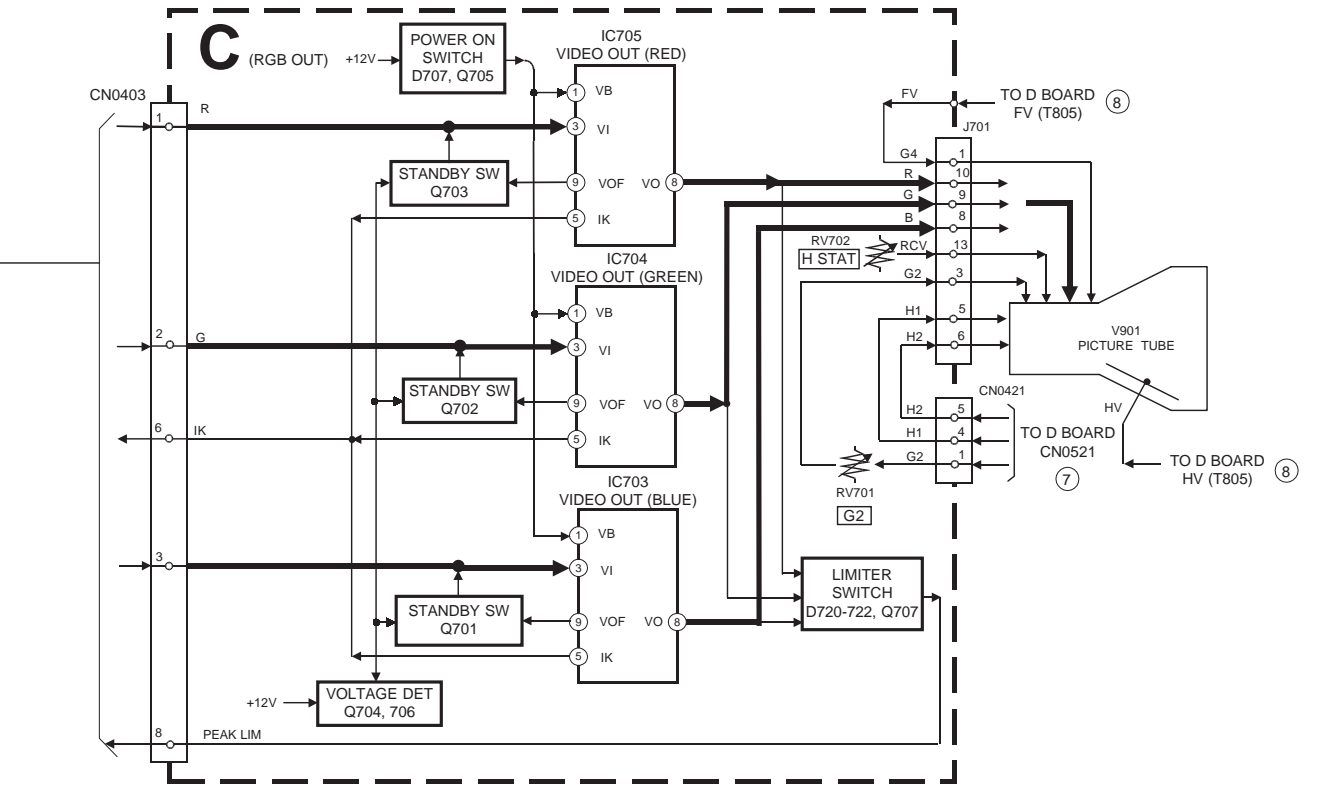 C (RGB OUT)
+12V
POWER ON
SWITCH
D707, Q705
IC705
VIDEO OUT (RED)
CN0403
1
R
1 VB
3 VI
9 VOF
VO 8
5 IK
STANDBY SW
Q703
FV
TO D BOARD 8
FV (T805)
J701
G4 1
R 10
G 9
B 8
RV702
H STAT
RCV 13
G2 3
H1 5
H2 6
V901
PICTURE TUBE
HV
TO D BOARD 8
HV (T805)
IC704
VIDEO OUT (GREEN)
1 VB
3 VI
9 VOF
VO 8
5 IK
2
G
STANDBY SW
Q702
6
IK
CN0421
H2 5
H1 4
G2 1
TO D BOARD
CN0521
7
RV701
G2
IC703
VIDEO OUT (BLUE)
1 VB
3 VI
9 VOF
VO 8
5 IK
3
STANDBY SW
Q701
LIMITER
SWITCH
D720-722, Q707
+12V
VOLTAGE DET
Q704, 706
8
PEAK LIM